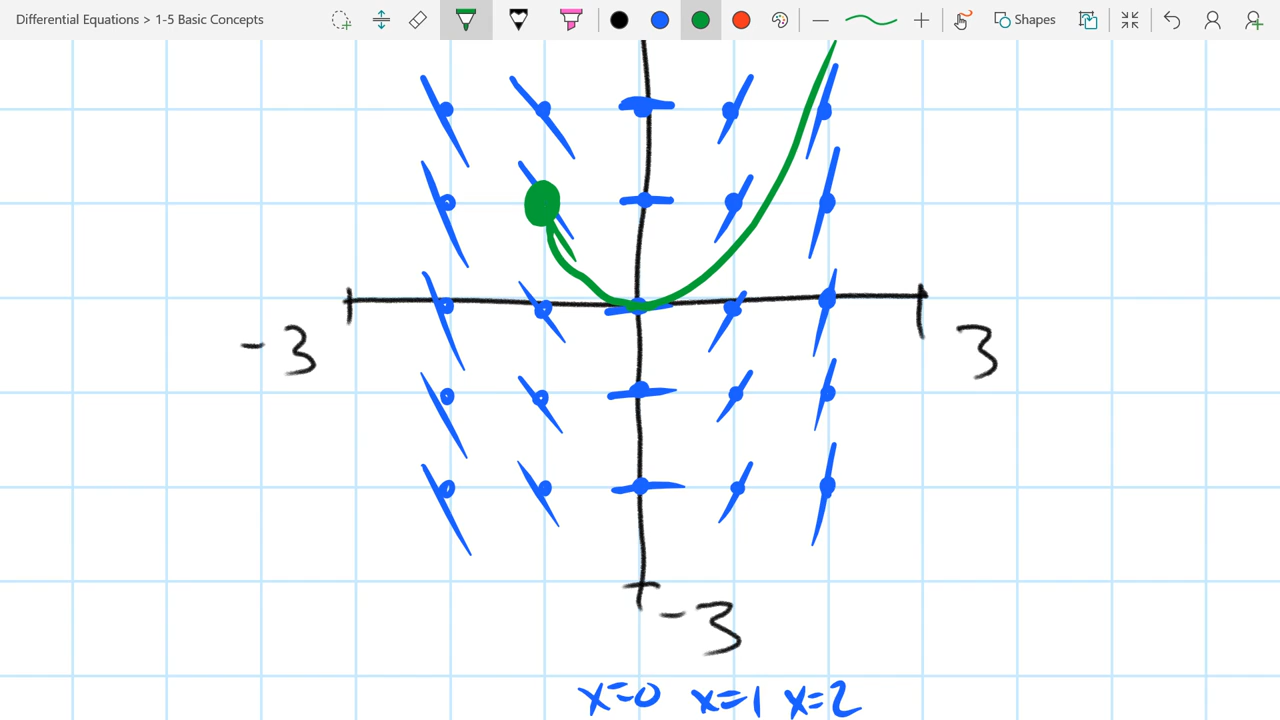 Differential Equations > 1-5 Basic Concepts
Shapes
-3
3
-3
x=0 x=1 x=2